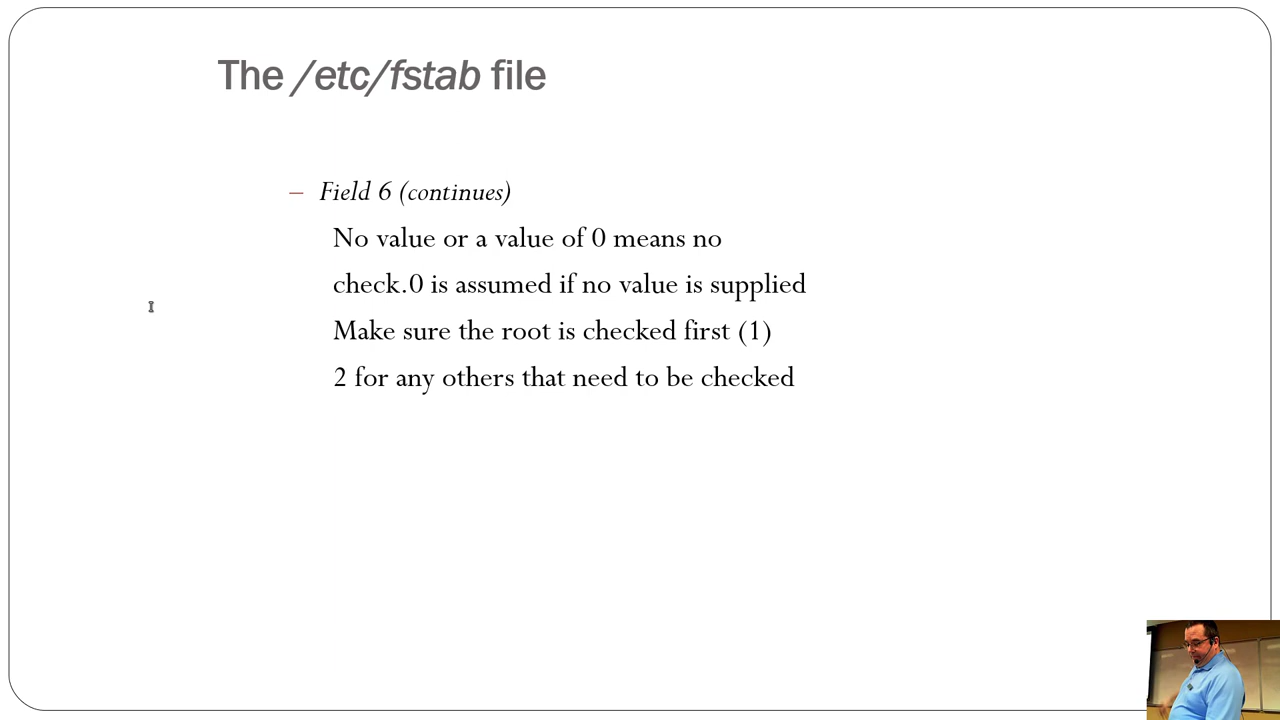 The /etc/fstab file
– Field 6 (continues)
No value or a value of 0 means no
check.0 is assumed if no value is supplied
Make sure the root is checked first (1)
2 for any others that need to be checked